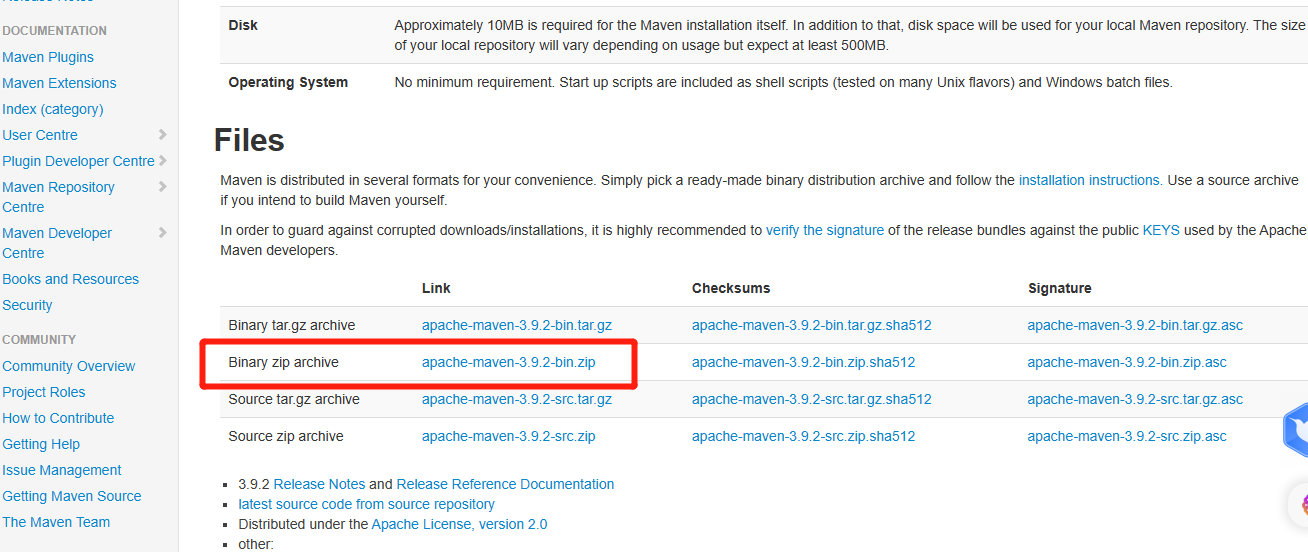 DOCUMENTATION
Maven Plugins
Maven Extensions
Index (category)
User Centre
Plugin Developer Centre
Maven Repository
Centre
Maven Developer
Centre
Books and Resources
Security
COMMUNITY
Community Overview
Project Roles
How to Contribute
Getting Help
Issue Management
Getting Maven Source
The Maven Team
Disk Approximately 10MB is required for the Maven installation itself. In addition to that, disk space will be used for your local Maven repository. The size
of your local repository will vary depending on usage but expect at least 500MB.
Operating System No minimum requirement. Start up scripts are included as shell scripts (tested on many Unix flavors) and Windows batch files.
Files
Maven is distributed in several formats for your convenience. Simply pick a ready-made binary distribution archive and follow the installation instructions. Use a source archive
if you intend to build Maven yourself.
In order to guard against corrupted downloads/installations, it is highly recommended to verify the signature of the release bundles against the public KEYS used by the Apache
Maven developers.
Link Checksums Signature
Binary tar.gz archive apache-maven-3.9.2-bin.tar.gz apache-maven-3.9.2-bin.tar.gz.sha512 apache-maven-3.9.2-bin.tar.gz.asc
Binary zip archive apache-maven-3.9.2-bin.zip apache-maven-3.9.2-bin.zip.sha512 apache-maven-3.9.2-bin.zip.asc
Source tar.gz archive apache-maven-3.9.2-src.tar.gz apache-maven-3.9.2-src.tar.gz.sha512 apache-maven-3.9.2-src.tar.gz.asc
Source zip archive apache-maven-3.9.2-src.zip apache-maven-3.9.2-src.zip.sha512 apache-maven-3.9.2-src.zip.asc
3.9.2 Release Notes and Release Reference Documentation
latest source code from source repository
Distributed under the Apache License, version 2.0
other: